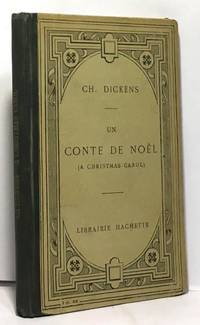 CH. DICKENS
UN
CONTE DE NOËL
(A CHRISTMAS CAROL)
LIBRAIRIE HACHETTE